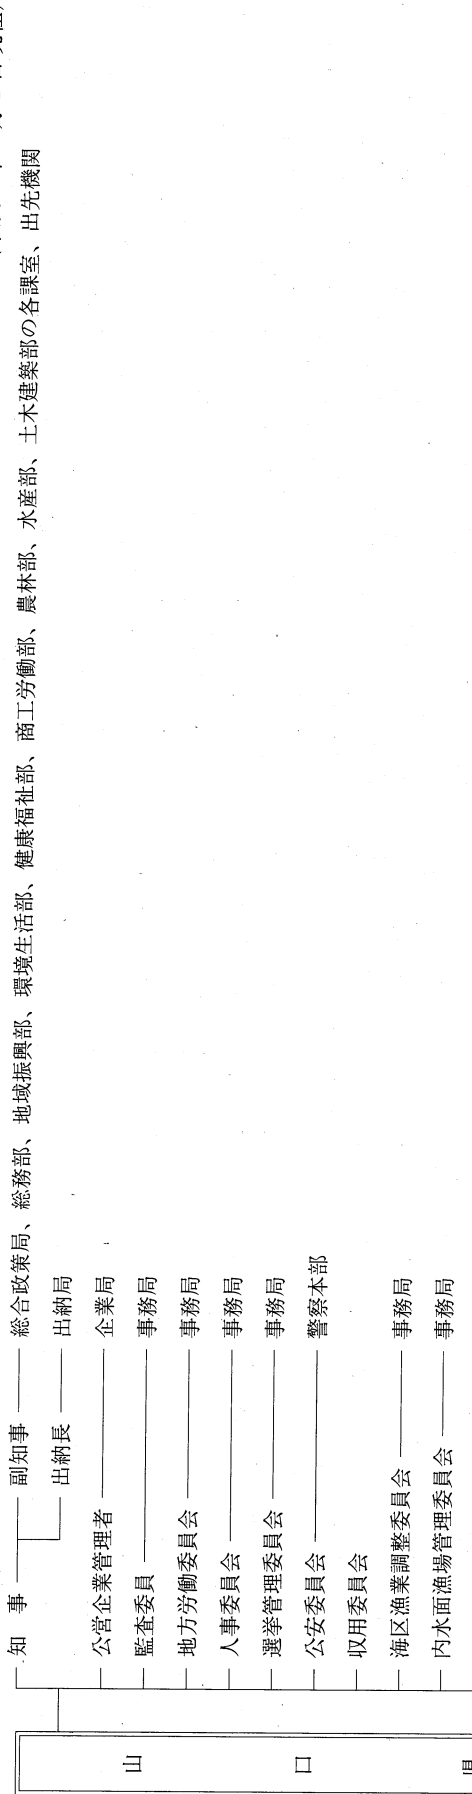 知　事 副知事 総合政策局、総務部、地域振興部、環境生活部、健康福祉部、商工労働部、農林部、水産部、土木建築部の各課室、出先機関
出納長 出納局
公営企業管理者 企業局
監査委員 事務局
地方労働委員会 事務局
人事委員会 事務局
選挙管理委員会 事務局
公安委員会 警察本部
収用委員会
海区漁業調整委員会 事務局
内水面漁場管理委員会 事務局
山
口